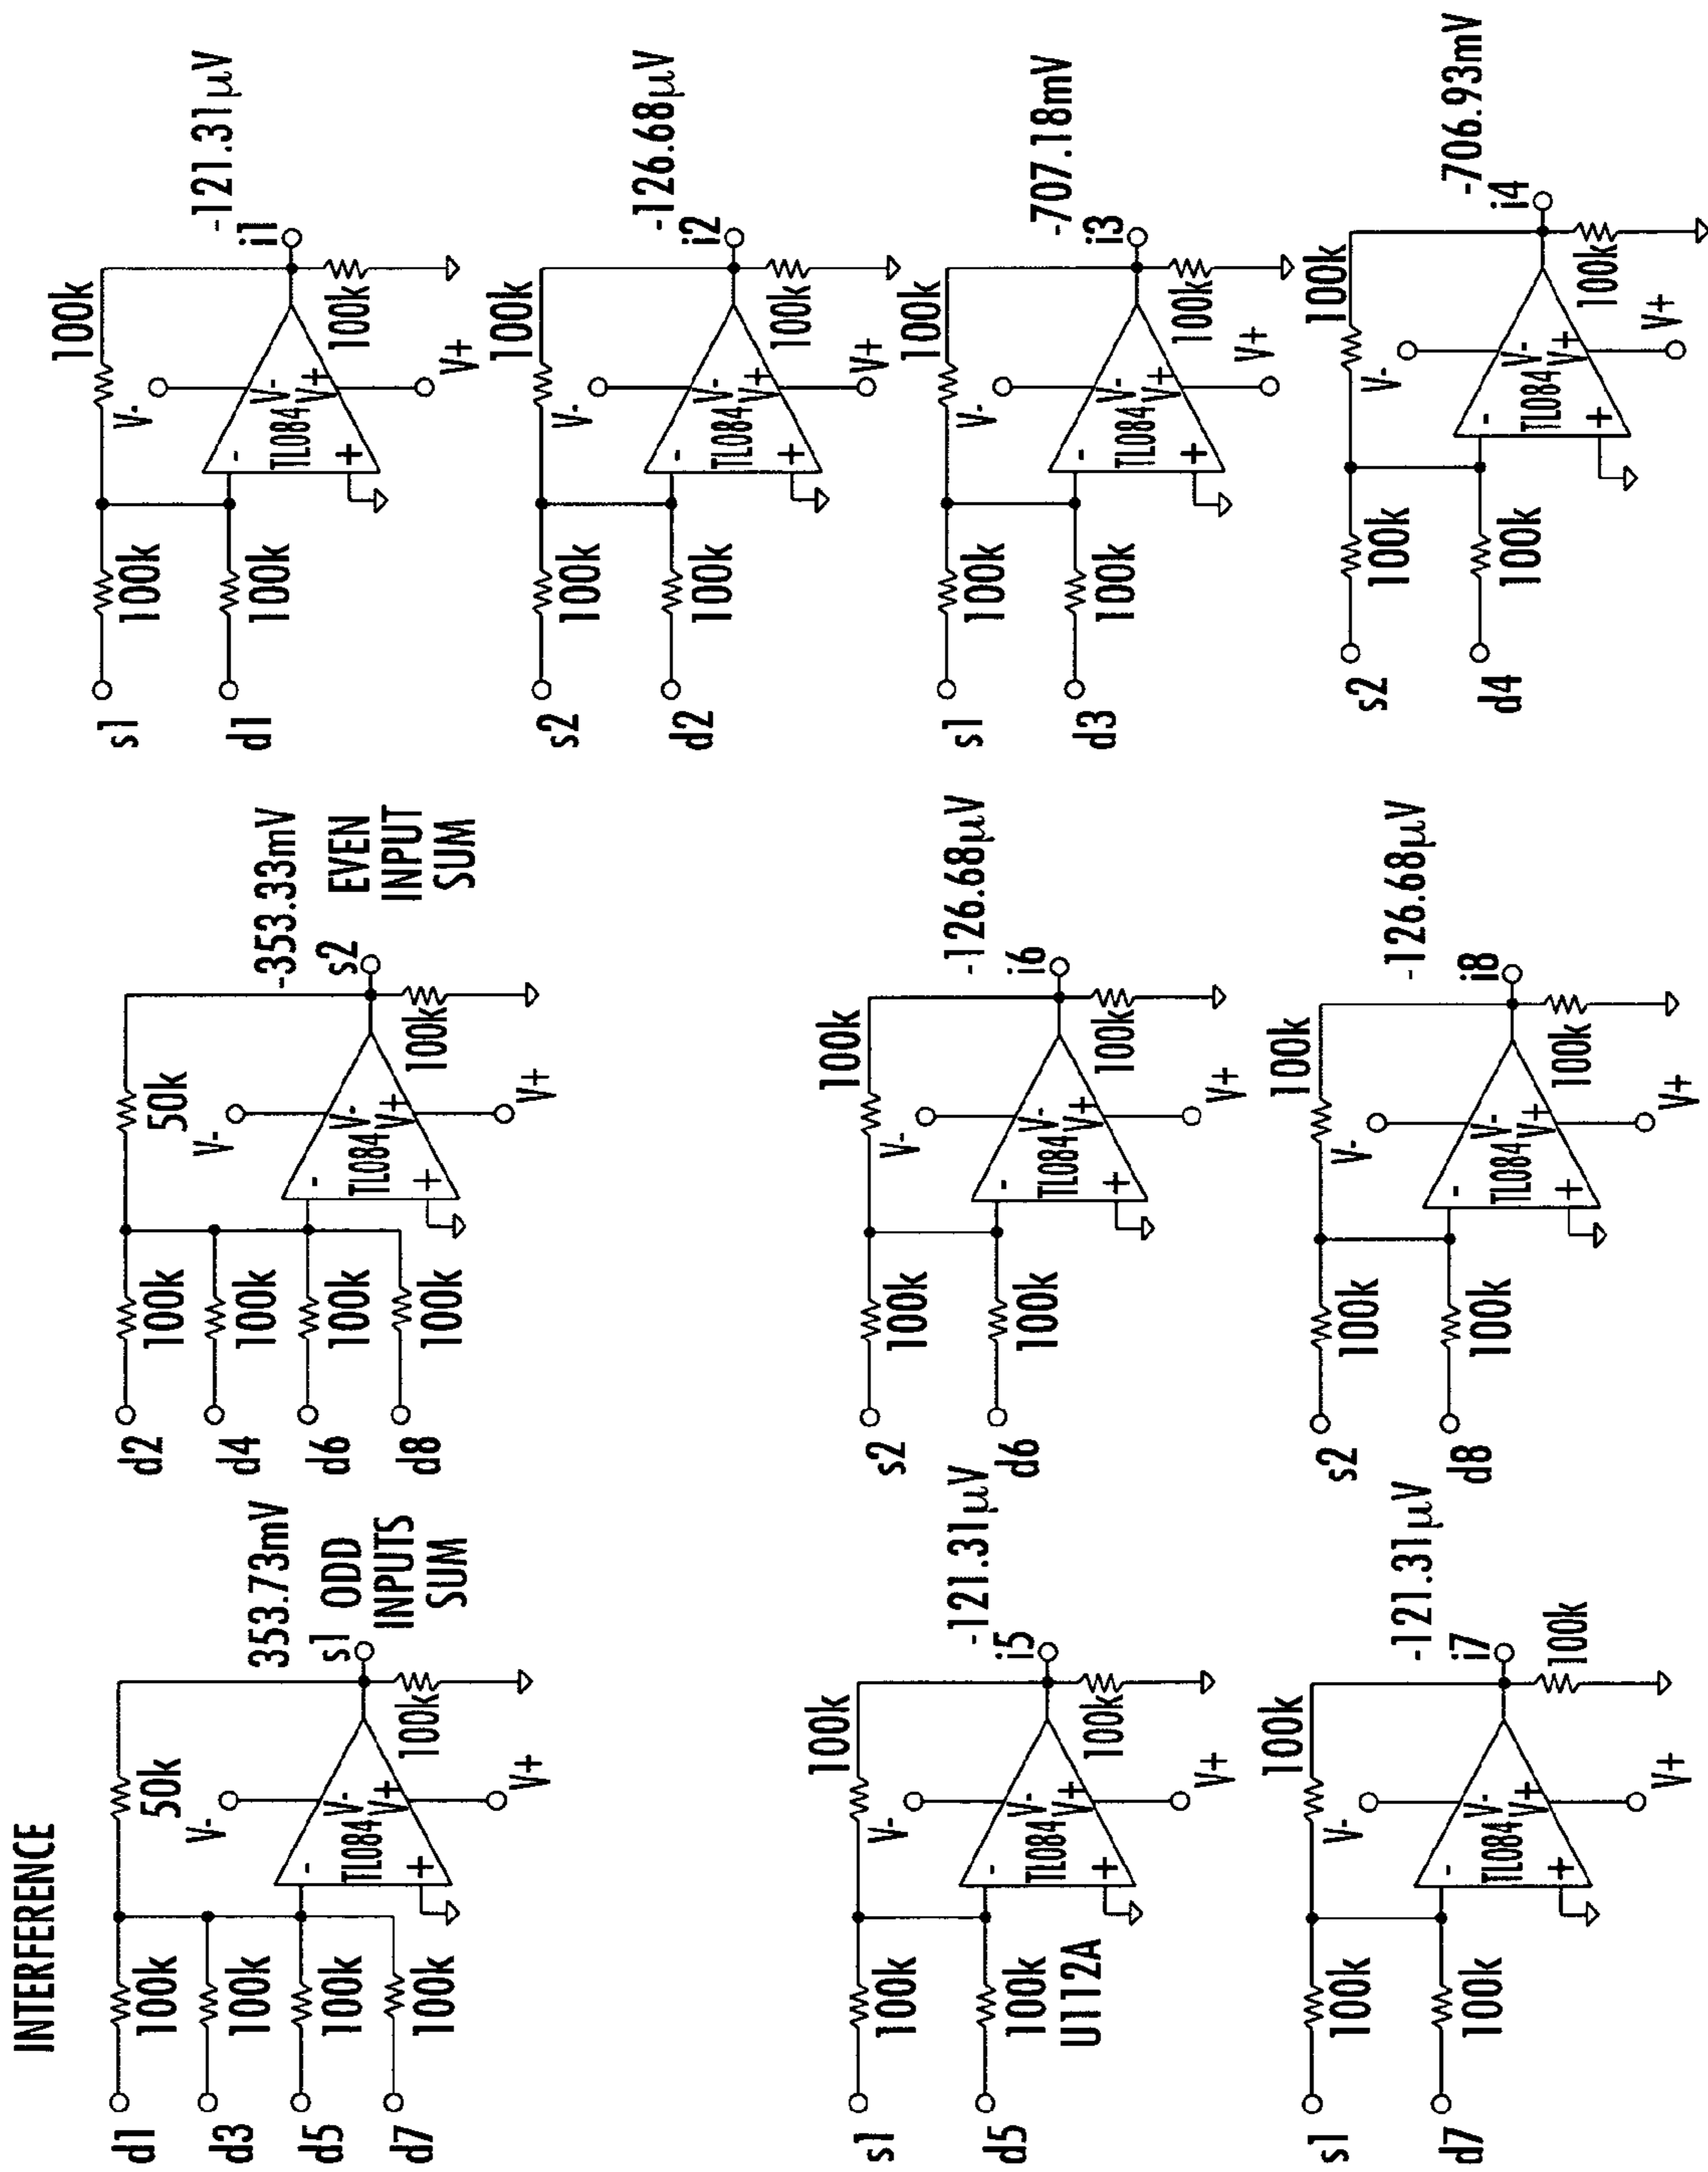 INTERFERENCE
d1
100k
d3
100k
d5
100k
d7
100k
50k
V-
V-
TL084
V+
-
+
V+
100k
353.73mV
s1
ODD
INPUTS
SUM
d2
100k
d4
100k
d6
100k
d8
100k
50k
V-
V-
TL084
V+
-
+
V+
100k
-353.33mV
s2
EVEN
INPUT
SUM
s1
100k
d1
100k
100k
V-
V-
TL084
V+
-
+
V+
100k
-121.31µV
i1
s2
100k
d2
100k
100k
V-
V-
TL084
V+
-
+
V+
100k
-126.68µV
i2
s1
100k
d5
100k
U112A
100k
V-
V-
TL084
V+
-
+
V+
100k
-121.31µV
i5
s2
100k
d6
100k
100k
V-
V-
TL084
V+
-
+
V+
100k
-126.68µV
i6
s1
100k
d3
100k
100k
V-
V-
TL084
V+
-
+
V+
100k
-707.18mV
i3
s1
100k
d7
100k
100k
V-
V-
TL084
V+
-
+
V+
100k
-121.31µV
i7
s2
100k
d8
100k
100k
V-
V-
TL084
V+
-
+
V+
100k
-126.68µV
i8
s2
100k
d4
100k
100k
V-
V-
TL084
V+
-
+
V+
100k
-706.93mV
i4